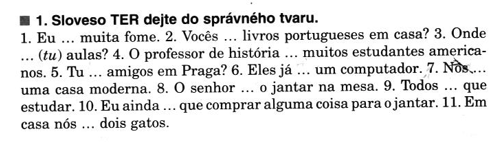 ■ 1. Sloveso TER dejte do správného tvaru.
1. Eu ... muita fome. 2. Vocês ... livros portugueses em casa? 3. Onde
... (tu) aulas? 4. O professor de história ... muitos estudantes america-
nos. 5. Tu ... amigos em Praga? 6. Eles já ... um computador. 7. Nós ...
uma casa moderna. 8. O senhor ... o jantar na mesa. 9. Todos ... que
estudar. 10. Eu ainda ... que comprar alguma coisa para o jantar. 11. Em
casa nós ... dois gatos.